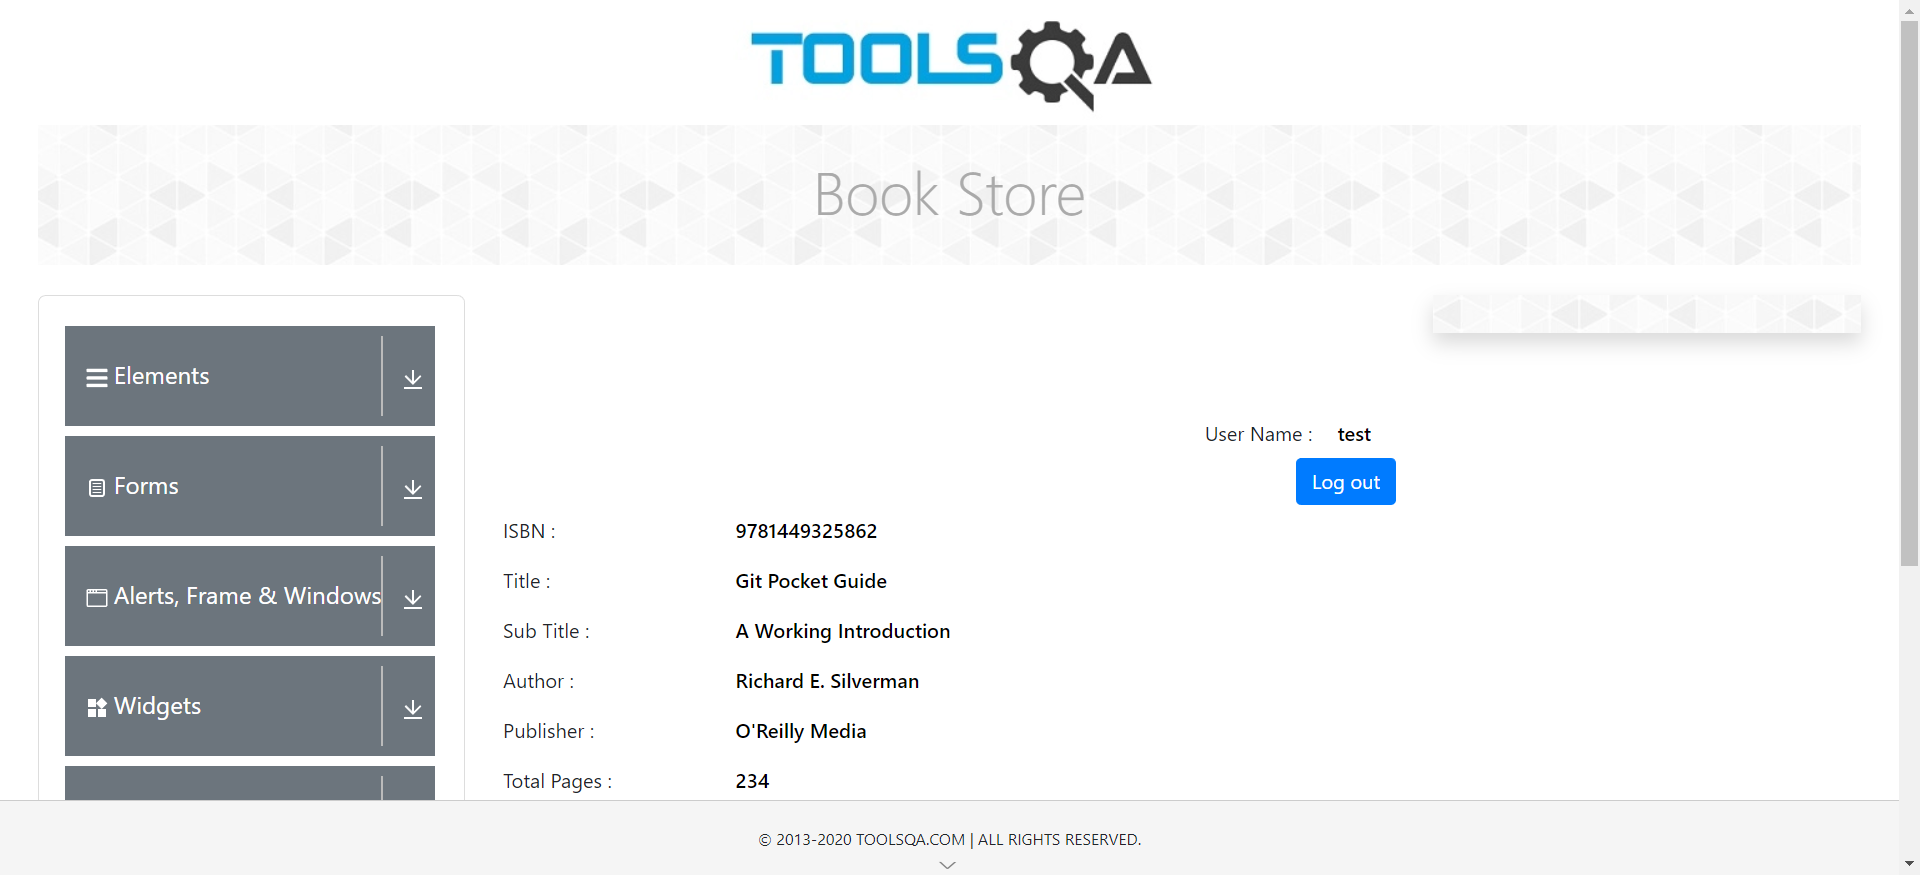 TOOLSQA
Book Store
Elements
Forms
Alerts, Frame & Windows
Widgets
User Name : test
Log out
ISBN : 9781449325862
Title : Git Pocket Guide
Sub Title : A Working Introduction
Author : Richard E. Silverman
Publisher : O'Reilly Media
Total Pages : 234
© 2013-2020 TOOLSQA.COM | ALL RIGHTS RESERVED.